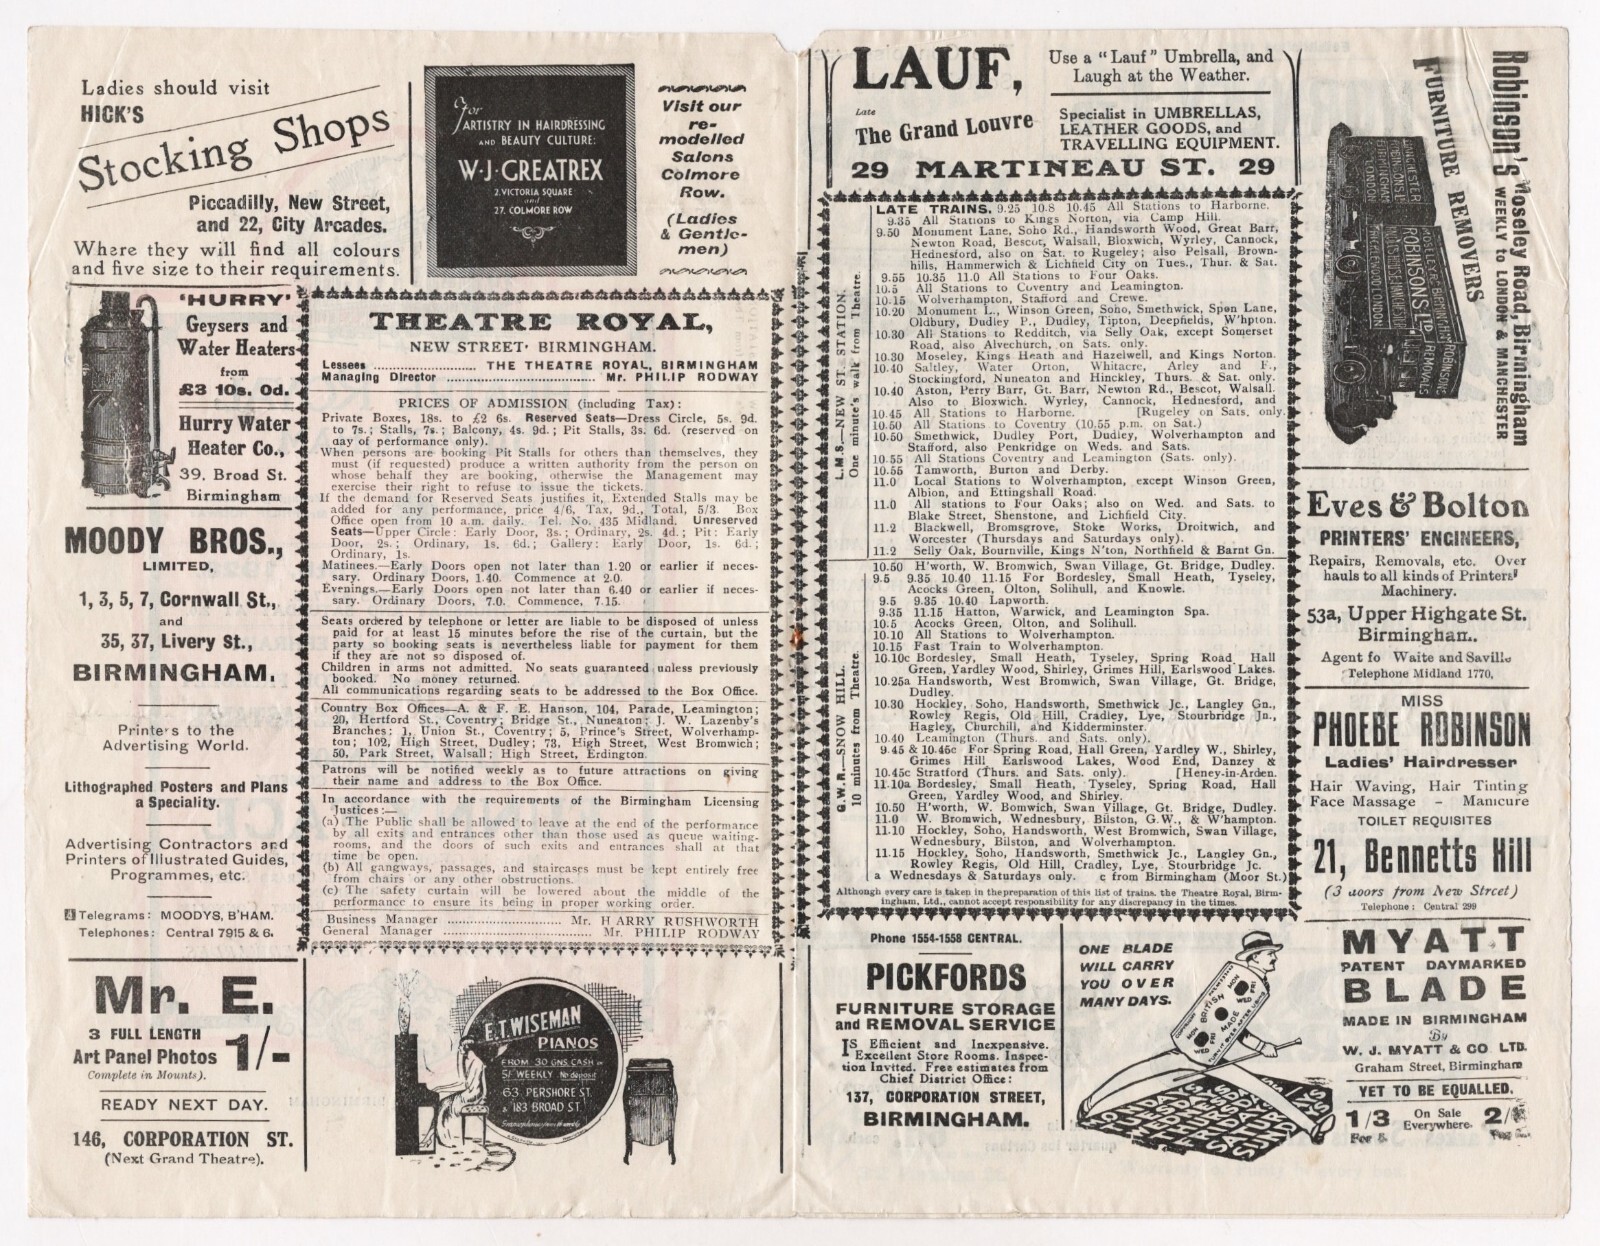 Ladies should visit
HICK'S
Stocking Shops
Piccadilly, New Street,
and 22, City Arcades.
Where they will find all colours
and five size to their requirements.
For
ARTISTRY IN HAIRDRESSING
AND BEAUTY CULTURE:
W·J·GREATREX
2. VICTORIA SQUARE
and
27. COLMORE ROW
Visit our
re-
modelled
Salons
Colmore
Row.
(Ladies
& Gentle-
men)
'HURRY'
Geysers and
Water Heaters
from
£3 10s. Od.
Hurry Water
Heater Co.,
39. Broad St.
Birmingham
MOODY BROS.,
LIMITED,
1, 3, 5, 7, Cornwall St.,
and
35, 37, Livery St.,
BIRMINGHAM.
Printers to the
Advertising World.
Lithographed Posters and Plans
a Speciality.
Advertising Contractors and
Printers of Illustrated Guides,
Programmes, etc.
Telegrams: MOODYS, B'HAM.
Telephones: Central 7915 & 6.
THEATRE ROYAL,
NEW STREET· BIRMINGHAM.
Lessees ........................ THE THEATRE ROYAL, BIRMINGHAM
Managing Director ................................ Mr. PHILIP RODWAY
PRICES OF ADMISSION (including Tax):
Private Boxes, 18s. to £2 6s. Reserved Seats—Dress Circle, 5s. 9d.
to 7s.; Stalls, 7s.; Balcony, 4s. 9d.; Pit Stalls, 3s. 6d. (reserved on
day of performance only).
When persons are booking Pit Stalls for others than themselves, they
must (if requested) produce a written authority from the person on
whose behalf they are booking, otherwise the Management may
exercise their right to refuse to issue the tickets.
If the demand for Reserved Seats justifies it, Extended Stalls may be
added for any performance, price 4/6, Tax, 9d., Total, 5/3. Box
Office open from 10 a.m. daily. Tel. No. 435 Midland. Unreserved
Seats—Upper Circle: Early Door, 3s.; Ordinary, 2s. 4d.; Pit: Early
Door, 2s.; Ordinary, 1s. 6d.; Gallery: Early Door, 1s. 6d.;
Ordinary, 1s.
Matinees.—Early Doors open not later than 1.20 or earlier if neces-
sary. Ordinary Doors, 1.40. Commence at 2.0.
Evenings.—Early Doors open not later than 6.40 or earlier if neces-
sary. Ordinary Doors, 7.0. Commence, 7.15.
Seats ordered by telephone or letter are liable to be disposed of unless
paid for at least 15 minutes before the rise of the curtain, but the
party so booking seats is nevertheless liable for payment for them
if they are not so disposed of.
Children in arms not admitted. No seats guaranteed unless previously
booked. No money returned.
All communications regarding seats to be addressed to the Box Office.
Country Box Offices—A. & F. E. Hanson, 104, Parade, Leamington;
20, Hertford St., Coventry; Bridge St., Nuneaton; J. W. Lazenby's
Branches: 1, Union St., Coventry; 5, Prince's Street, Wolverhamp-
ton; 102, High Street, Dudley; 73, High Street, West Bromwich;
50, Park Street, Walsall; High Street, Erdington.
Patrons will be notified weekly as to future attractions on giving
their name and address to the Box Office.
In accordance with the requirements of the Birmingham Licensing
Justices:—
(a) The Public shall be allowed to leave at the end of the performance
by all exits and entrances other than those used as queue waiting-
rooms, and the doors of such exits and entrances shall at that
time be open.
(b) All gangways, passages, and staircases must be kept entirely free
from chairs or any other obstructions.
(c) The safety curtain will be lowered about the middle of the
performance to ensure its being in proper working order.
Business Manager .............................. Mr. HARRY RUSHWORTH
General Manager .................................. Mr. PHILIP RODWAY
Mr. E.
3 FULL LENGTH
Art Panel Photos 1/-
Complete in Mounts).
READY NEXT DAY.
146, CORPORATION ST.
(Next Grand Theatre).
E.T. WISEMAN
PIANOS
FROM 30 GNS. CASH or
5/- WEEKLY. No deposit
63 PERSHORE ST.
& 183 BROAD ST.
LAUF,
Late
The Grand Louvre
Use a "Lauf" Umbrella, and
Laugh at the Weather.
Specialist in UMBRELLAS,
LEATHER GOODS, and
TRAVELLING EQUIPMENT.
29 MARTINEAU ST. 29
L.M.S.—NEW ST. STATION.
One minute's walk from Theatre.
LATE TRAINS. 9.25 10.8 10.45 All Stations to Harborne.
9.35 All Stations to Kings Norton, via Camp Hill.
9.50 Monument Lane, Soho Rd., Handsworth Wood, Great Barr,
Newton Road, Bescot, Walsall, Bloxwich, Wyrley, Cannock,
Hednesford, also on Sat. to Rugeley; also Pelsall, Brown-
hills, Hammerwich & Lichfield City on Tues., Thur. & Sat.
9.55 10.35 11.0 All Stations to Four Oaks.
10.5 All Stations to Coventry and Leamington.
10.15 Wolverhampton, Stafford and Crewe.
10.20 Monument L., Winson Green, Soho, Smethwick, Spon Lane,
Oldbury, Dudley P., Dudley, Tipton, Deepfields, W'hpton.
10.30 All Stations to Redditch, via Selly Oak, except Somerset
Road, also Alvechurch, on Sats. only.
10.30 Moseley, Kings Heath and Hazelwell, and Kings Norton.
10.40 Saltley, Water Orton, Whitacre, Arley and F.,
Stockingford, Nuneaton and Hinckley, Thurs. & Sat. only.
10.40 Aston, Perry Barr, Gt. Barr, Newton Rd., Bescot, Walsall.
Also to Bloxwich, Wyrley, Cannock, Hednesford, and
10.45 All Stations to Harborne. [Rugeley on Sats. only.
10.50 All Stations to Coventry (10.55 p.m. on Sat.)
10.50 Smethwick, Dudley Port, Dudley, Wolverhampton and
Stafford, also Penkridge on Weds. and Sats.
10.55 All Stations Coventry and Leamington (Sats. only).
10.55 Tamworth, Burton and Derby.
11.0 Local Stations to Wolverhampton, except Winson Green,
Albion, and Ettingshall Road.
11.0 All stations to Four Oaks; also on Wed. and Sats. to
Blake Street, Shenstone, and Lichfield City.
11.2 Blackwell, Bromsgrove, Stoke Works, Droitwich, and
Worcester (Thursdays and Saturdays only).
11.2 Selly Oak, Bournville, Kings N'ton, Northfield & Barnt Gn.
G.W.R.—SNOW HILL.
10 minutes from Theatre.
10.50 H'worth, W. Bromwich, Swan Village, Gt. Bridge, Dudley.
9.5 9.35 10.40 11.15 For Bordesley, Small Heath, Tyseley,
Acocks Green, Olton, Solihull, and Knowle.
9.5 9.35 10.40 Lapworth.
9.35 11.15 Hatton, Warwick, and Leamington Spa.
10.5 Acocks Green, Olton, and Solihull.
10.10 All Stations to Wolverhampton.
10.15 Fast Train to Wolverhampton.
10.10c Bordesley, Small Heath, Tyseley, Spring Road, Hall
Green, Yardley Wood, Shirley, Grimes Hill, Earlswood Lakes.
10.25a Handsworth, West Bromwich, Swan Village, Gt. Bridge,
Dudley.
10.30 Hockley, Soho, Handsworth, Smethwick Jc., Langley Gn.,
Rowley Regis, Old Hill, Cradley, Lye, Stourbridge Jn.,
Hagley, Churchill, and Kidderminster.
10.40 Leamington (Thurs. and Sats. only).
9.45 & 10.45c For Spring Road, Hall Green, Yardley W., Shirley,
Grimes Hill Earlswood Lakes, Wood End, Danzey &
10.45c Stratford (Thurs. and Sats. only). [Heney-in-Arden.
11.10a Bordesley, Small Heath, Tyseley, Spring Road, Hall
Green, Yardley Wood, and Shirley.
10.50 H'worth, W. Bomwich, Swan Village, Gt. Bridge, Dudley.
11.0 W. Bromwich, Wednesbury, Bilston, G.W., & W'hampton.
11.10 Hockley, Soho, Handsworth, West Bromwich, Swan Village,
Wednesbury, Bilston, and Wolverhampton.
11.15 Hockley, Soho, Handsworth, Smethwick Jc., Langley Gn.,
Rowley Regis, Old Hill, Cradley, Lye, Stourbridge Jc.
a Wednesdays & Saturdays only. c from Birmingham (Moor St.)
Although every care is taken in thepreparation of this list of trains, the Theatre Royal, Birm-
ingham, Ltd., cannot accept responsibility for any discrepancy in the times.
Robinson's Moseley Road, Birmingham
WEEKLY to LONDON & MANCHESTER
FURNITURE REMOVERS
ROBINSONS LTD
REMOVALS
Eves & Bolton
PRINTERS' ENGINEERS,
Repairs, Removals, etc. Over
hauls to all kinds of Printers'
Machinery.
53a, Upper Highgate St.
Birmingham..
Agent fo Waite and Saville
Telephone Midland 1770,
MISS
PHOEBE ROBINSON
Ladies' Hairdresser
Hair Waving, Hair Tinting
Face Massage - Manicure
TOILET REQUISITES
21, Bennetts Hill
(3 doors from New Street)
Telephone: Central 299
Phone 1554-1558 CENTRAL.
PICKFORDS
FURNITURE STORAGE
and REMOVAL SERVICE
IS Efficient and Inexpensive.
Excellent Store Rooms. Inspec-
tion Invited. Free estimates from
Chief District Office:
137, CORPORATION STREET,
BIRMINGHAM.
ONE BLADE
WILL CARRY
YOU OVER
MANY DAYS.
BRITISH
MADE
MON
WED
FRI
MYATT
PATENT DAYMARKED
BLADE
MADE IN BIRMINGHAM
By
W. J. MYATT & CO LTD.
Graham Street, Birmingham
YET TO BE EQUALLED.
1/3 On Sale 2/
For 5 Everywhere.